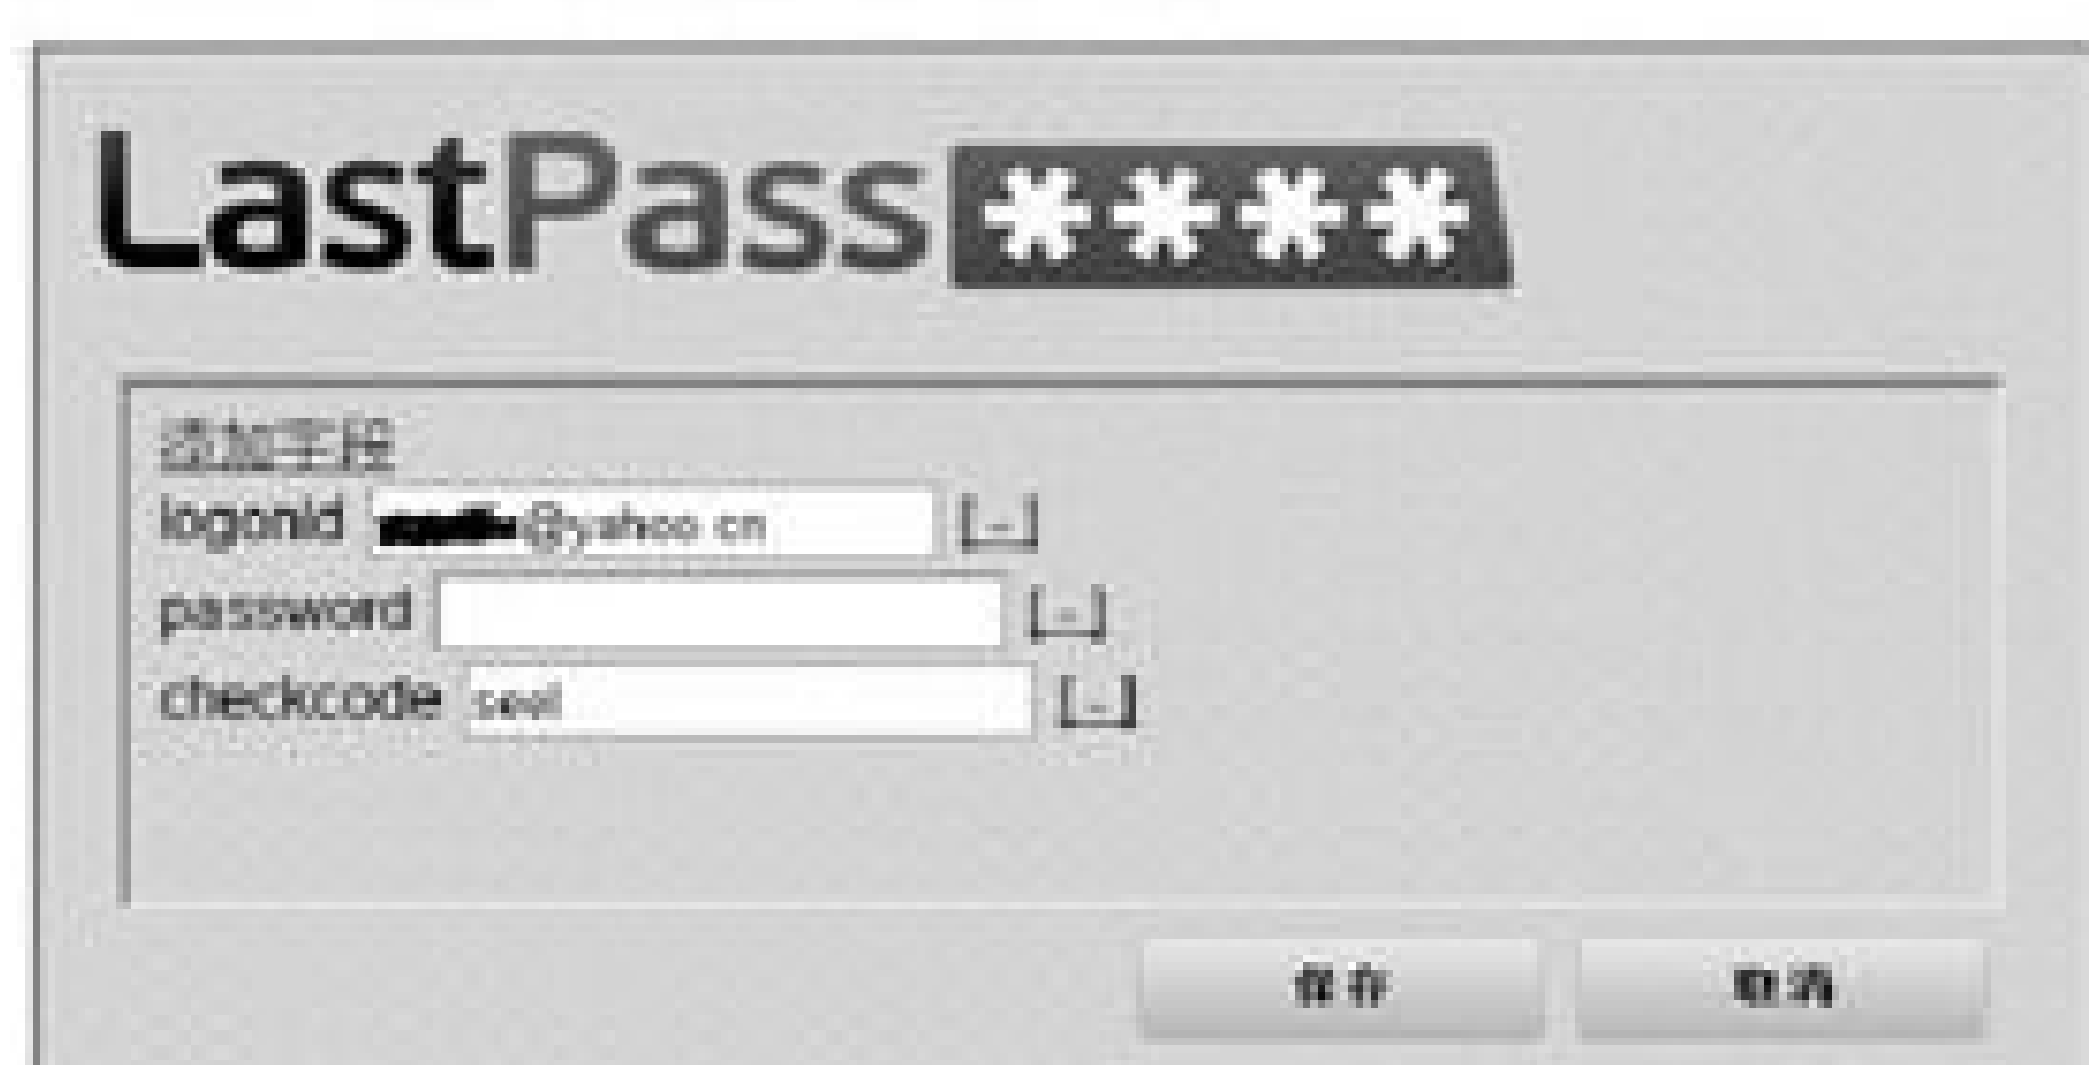 LastPass ****
添加字段
logonid @yahoo.cn [-]
password [-]
checkcode [-]
保存 取消